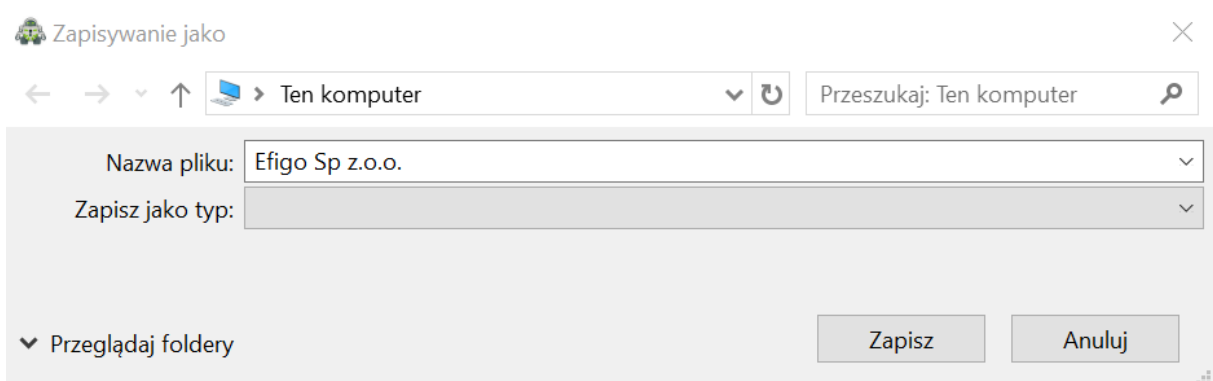 Zapisywanie jako
Ten komputer
Przeszukaj: Ten komputer
Nazwa pliku: Efigo Sp z.o.o.
Zapisz jako typ:
Przeglądaj foldery
Zapisz
Anuluj